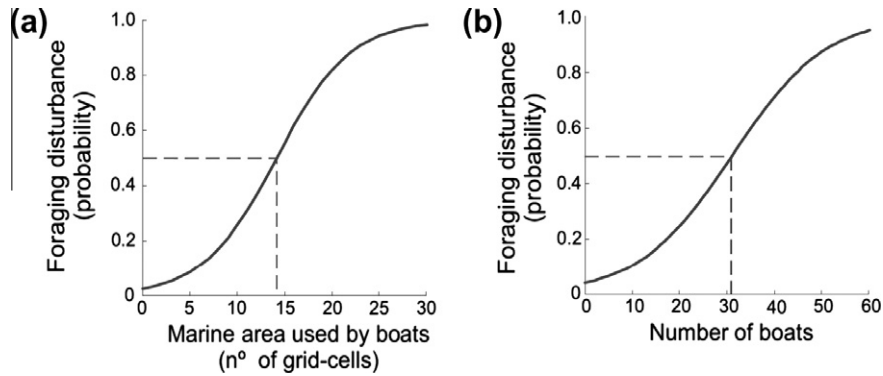 (a)
Foraging disturbance
(probability)
1.0
0.8
0.6
0.4
0.2
0
0 5 10 15 20 25 30
Marine area used by boats
(nº of grid-cells)
(b)
Foraging disturbance
(probability)
1.0
0.8
0.6
0.4
0.2
0
0 10 20 30 40 50 60
Number of boats